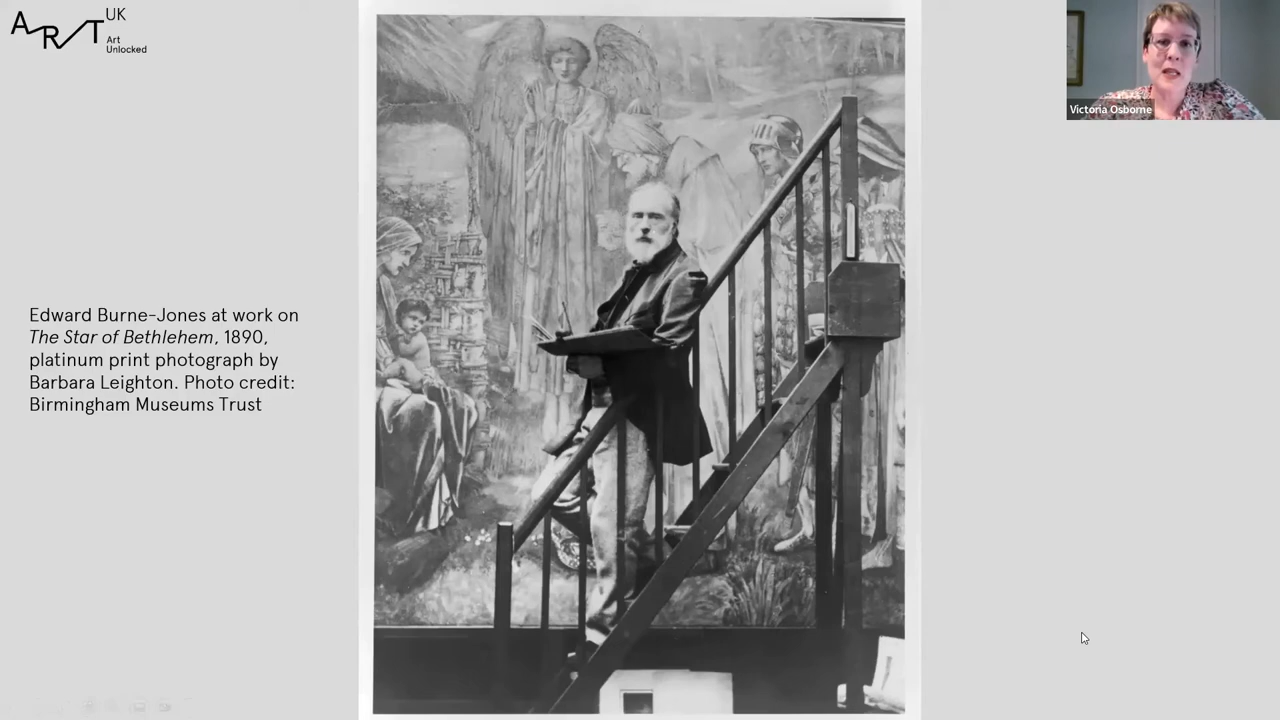 ART UK
Art
Unlocked
Victoria Osborne
Edward Burne-Jones at work on
The Star of Bethlehem, 1890,
platinum print photograph by
Barbara Leighton. Photo credit:
Birmingham Museums Trust